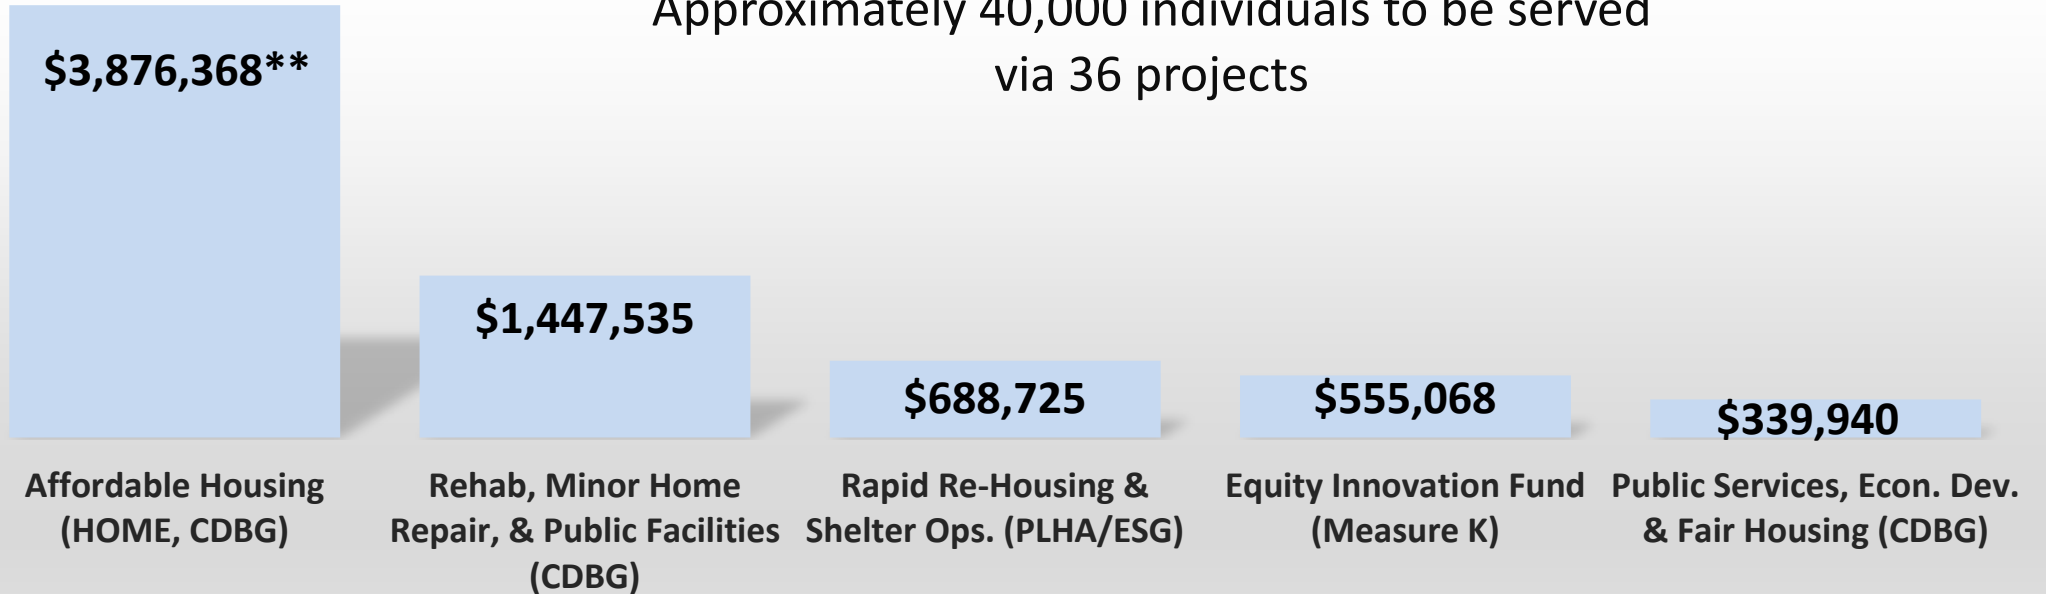 Approximately 40,000 individuals to be served
via 36 projects
$3,876,368**
$1,447,535
$688,725
$555,068
$339,940
Affordable Housing
(HOME, CDBG)
Rehab, Minor Home
Repair, & Public Facilities
(CDBG)
Rapid Re-Housing &
Shelter Ops. (PLHA/ESG)
Equity Innovation Fund
(Measure K)
Public Services, Econ. Dev.
& Fair Housing (CDBG)